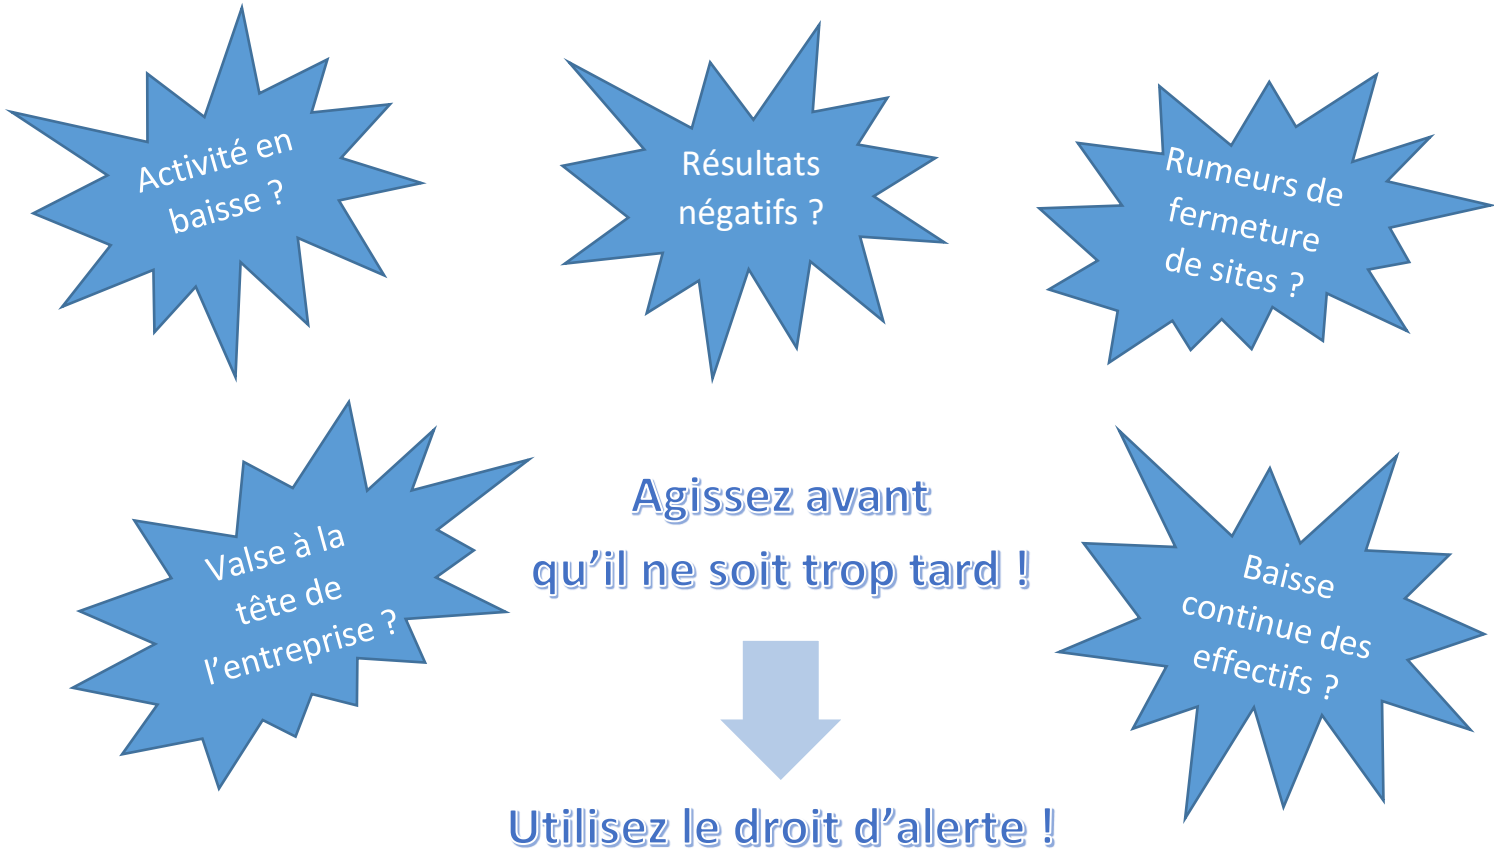 Activité en
baisse ?
Résultats
négatifs ?
Rumeurs de
fermeture
de sites ?
Valse à la
tête de
l’entreprise ?
Agissez avant
qu’il ne soit trop tard !
Baisse
continue des
effectifs ?
Utilisez le droit d’alerte !